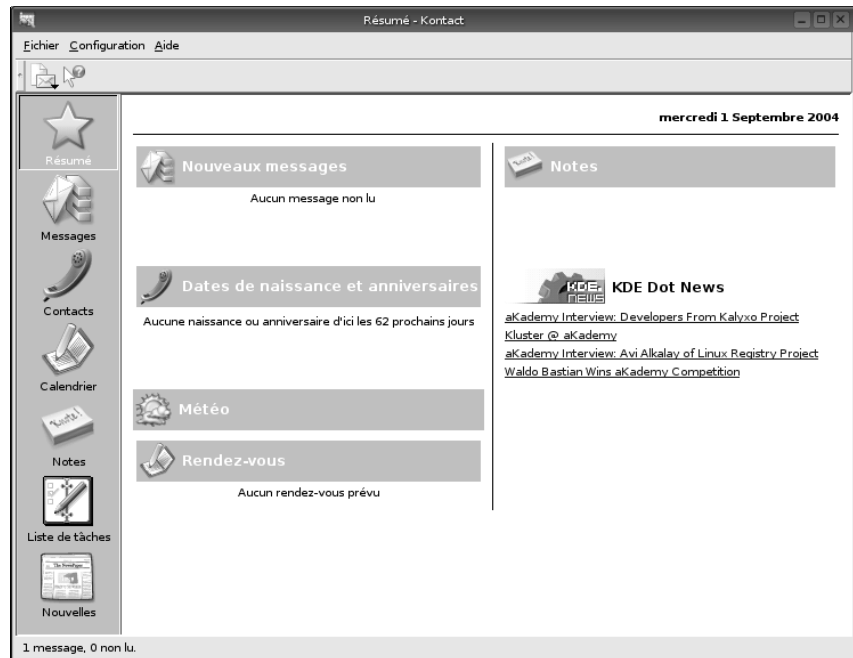 Résumé - Kontact
Fichier Configuration Aide
mercredi 1 Septembre 2004
Résumé
Messages
Contacts
Calendrier
Notes
Liste de tâches
Nouvelles
Nouveaux messages
Aucun message non lu
Dates de naissance et anniversaires
Aucune naissance ou anniversaire d'ici les 62 prochains jours
Météo
Rendez-vous
Aucun rendez-vous prévu
Notes
KDE NEWS
KDE Dot News
aKademy Interview: Developers From Kalyxo Project
Kluster @ aKademy
aKademy Interview: Avi Alkalay of Linux Registry Project
Waldo Bastian Wins aKademy Competition
1 message, 0 non lu.